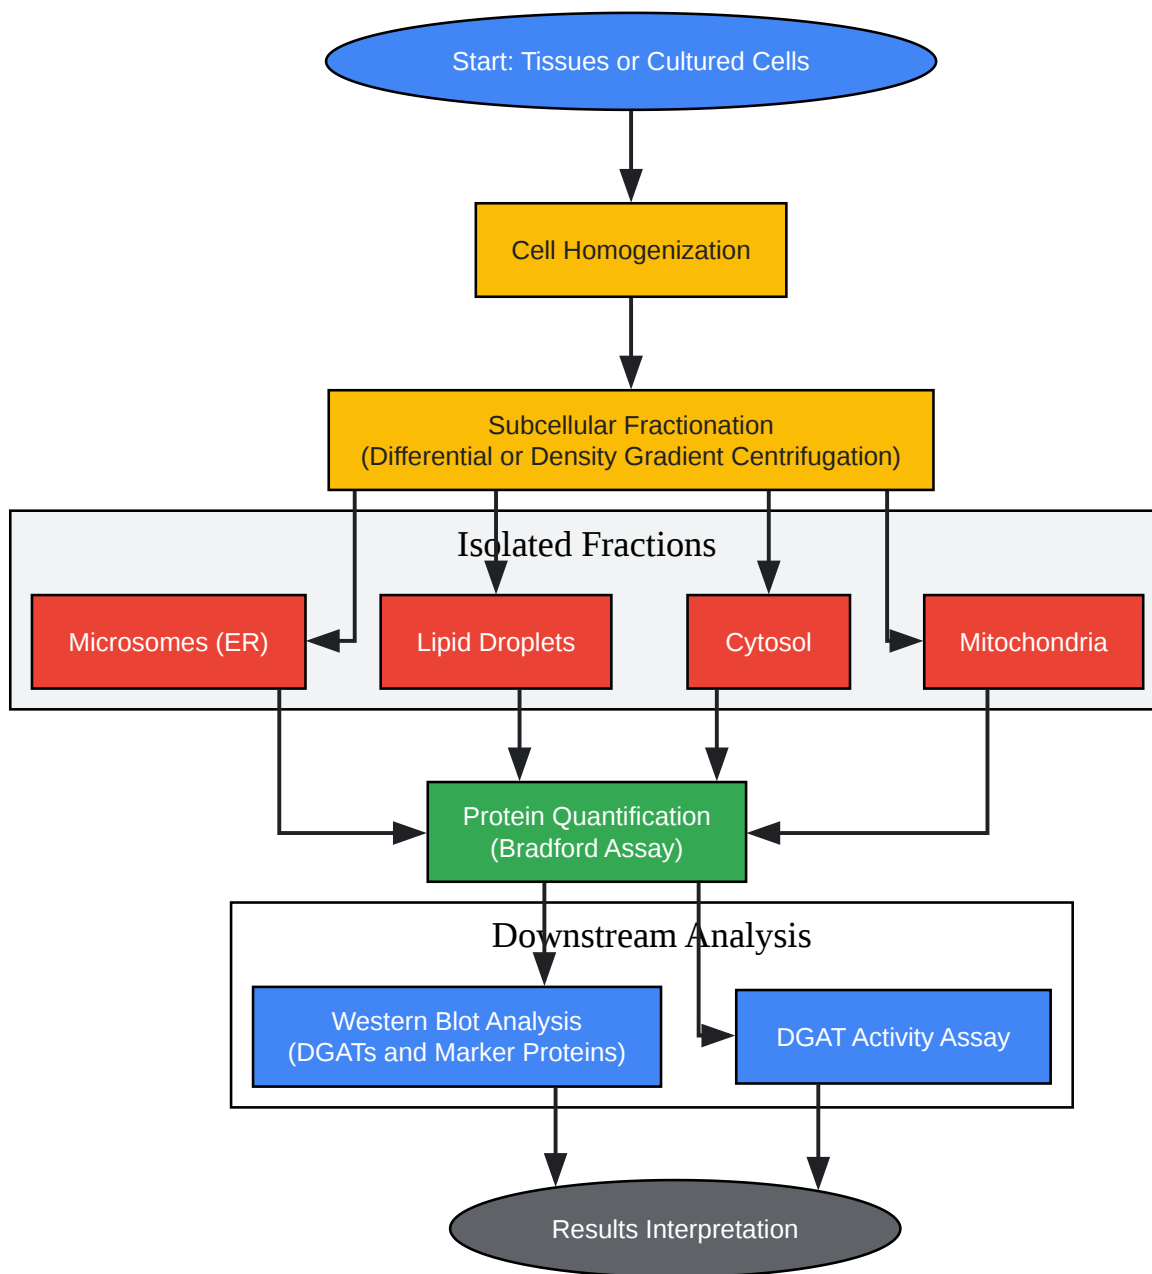 Start: Tissues or Cultured Cells
Cell Homogenization
Subcellular Fractionation
(Differential or Density Gradient Centrifugation)
Isolated Fractions
Microsomes (ER)
Lipid Droplets
Cytosol
Mitochondria
Protein Quantification
(Bradford Assay)
Downstream Analysis
Western Blot Analysis
(DGATs and Marker Proteins)
DGAT Activity Assay
Results Interpretation